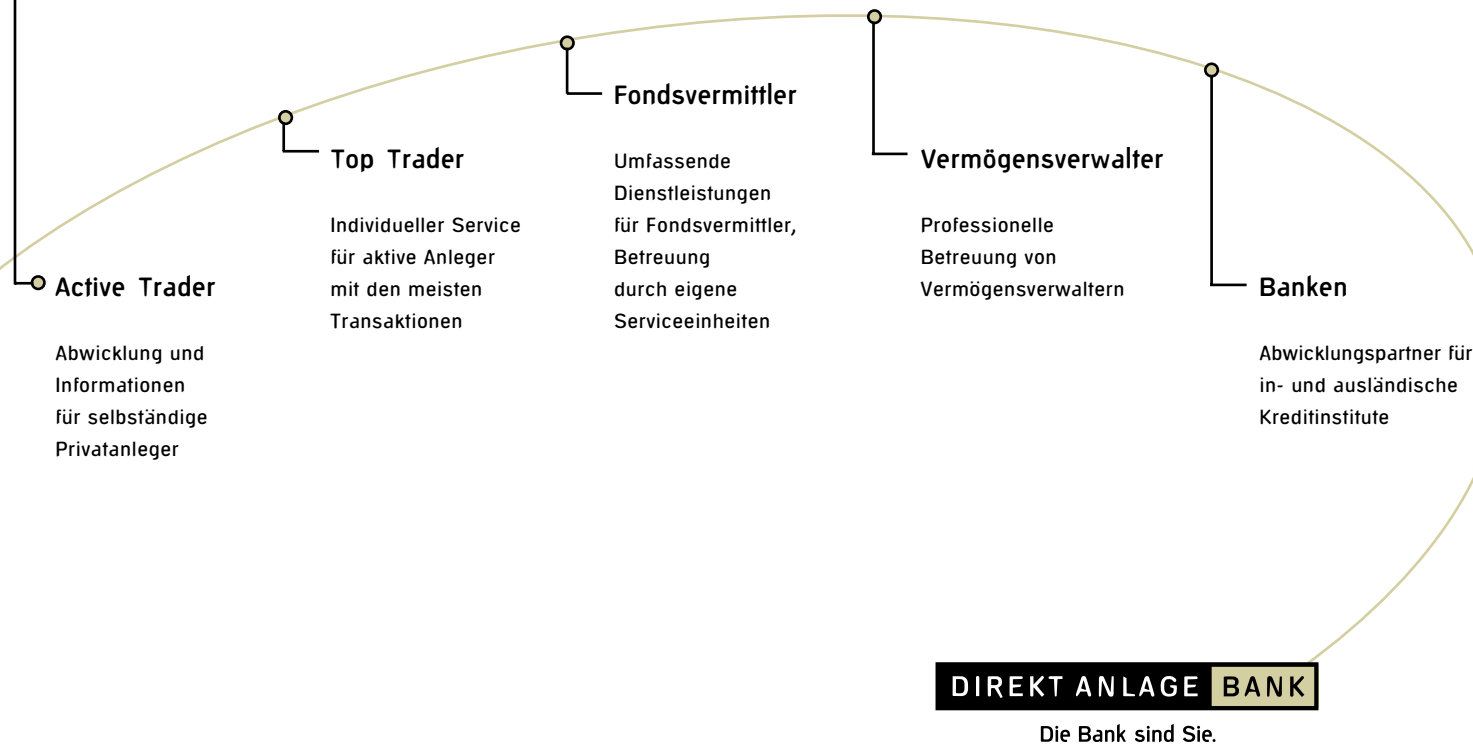 Active Trader
Abwicklung und
Informationen
für selbständige
Privatanleger
Top Trader
Individueller Service
für aktive Anleger
mit den meisten
Transaktionen
Fondsvermittler
Umfassende
Dienstleistungen
für Fondsvermittler,
Betreuung
durch eigene
Serviceeinheiten
Vermögensverwalter
Professionelle
Betreuung von
Vermögensverwaltern
Banken
Abwicklungspartner für
in- und ausländische
Kreditinstitute
DIREKT ANLAGE BANK
Die Bank sind Sie.